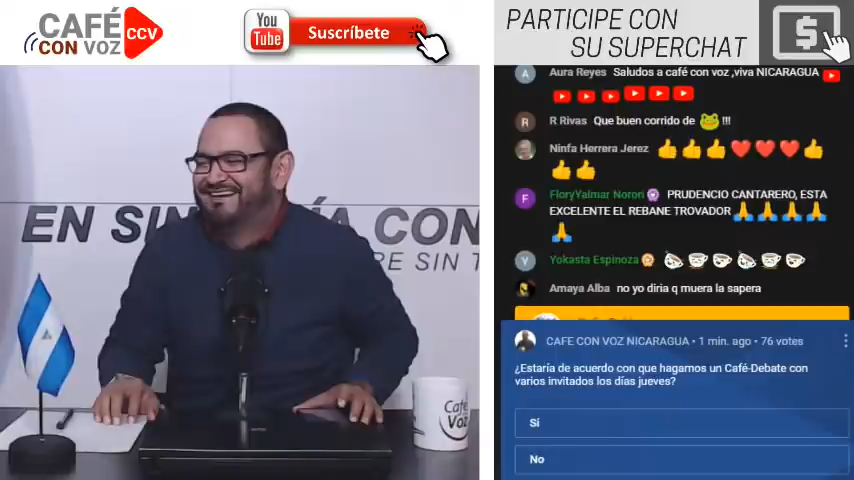 CAFÉ
CON VOZ
CCV
You
Tube
Suscríbete
PARTICIPE CON
SU SUPERCHAT
$
EN SIN ÍA CON
RE SIN T
Café
Voz
A Aura Reyes Saludos a café con voz ,viva NICARAGUA
R R Rivas Que buen corrido de 🐸 !!!
Ninfa Herrera Jerez 👍👍👍❤️❤️❤️👍
👍👍
F FloryYalmar Norori PRUDENCIO CANTARERO, ESTA
EXCELENTE EL REBANE TROVADOR🙏🙏🙏🙏
🙏
Y Yokasta Espinoza
Amaya Alba no yo diria q muera la sapera
CAFE CON VOZ NICARAGUA • 1 min. ago • 76 votes
¿Estaría de acuerdo con que hagamos un Café-Debate con
varios invitados los días jueves?
Sí
No